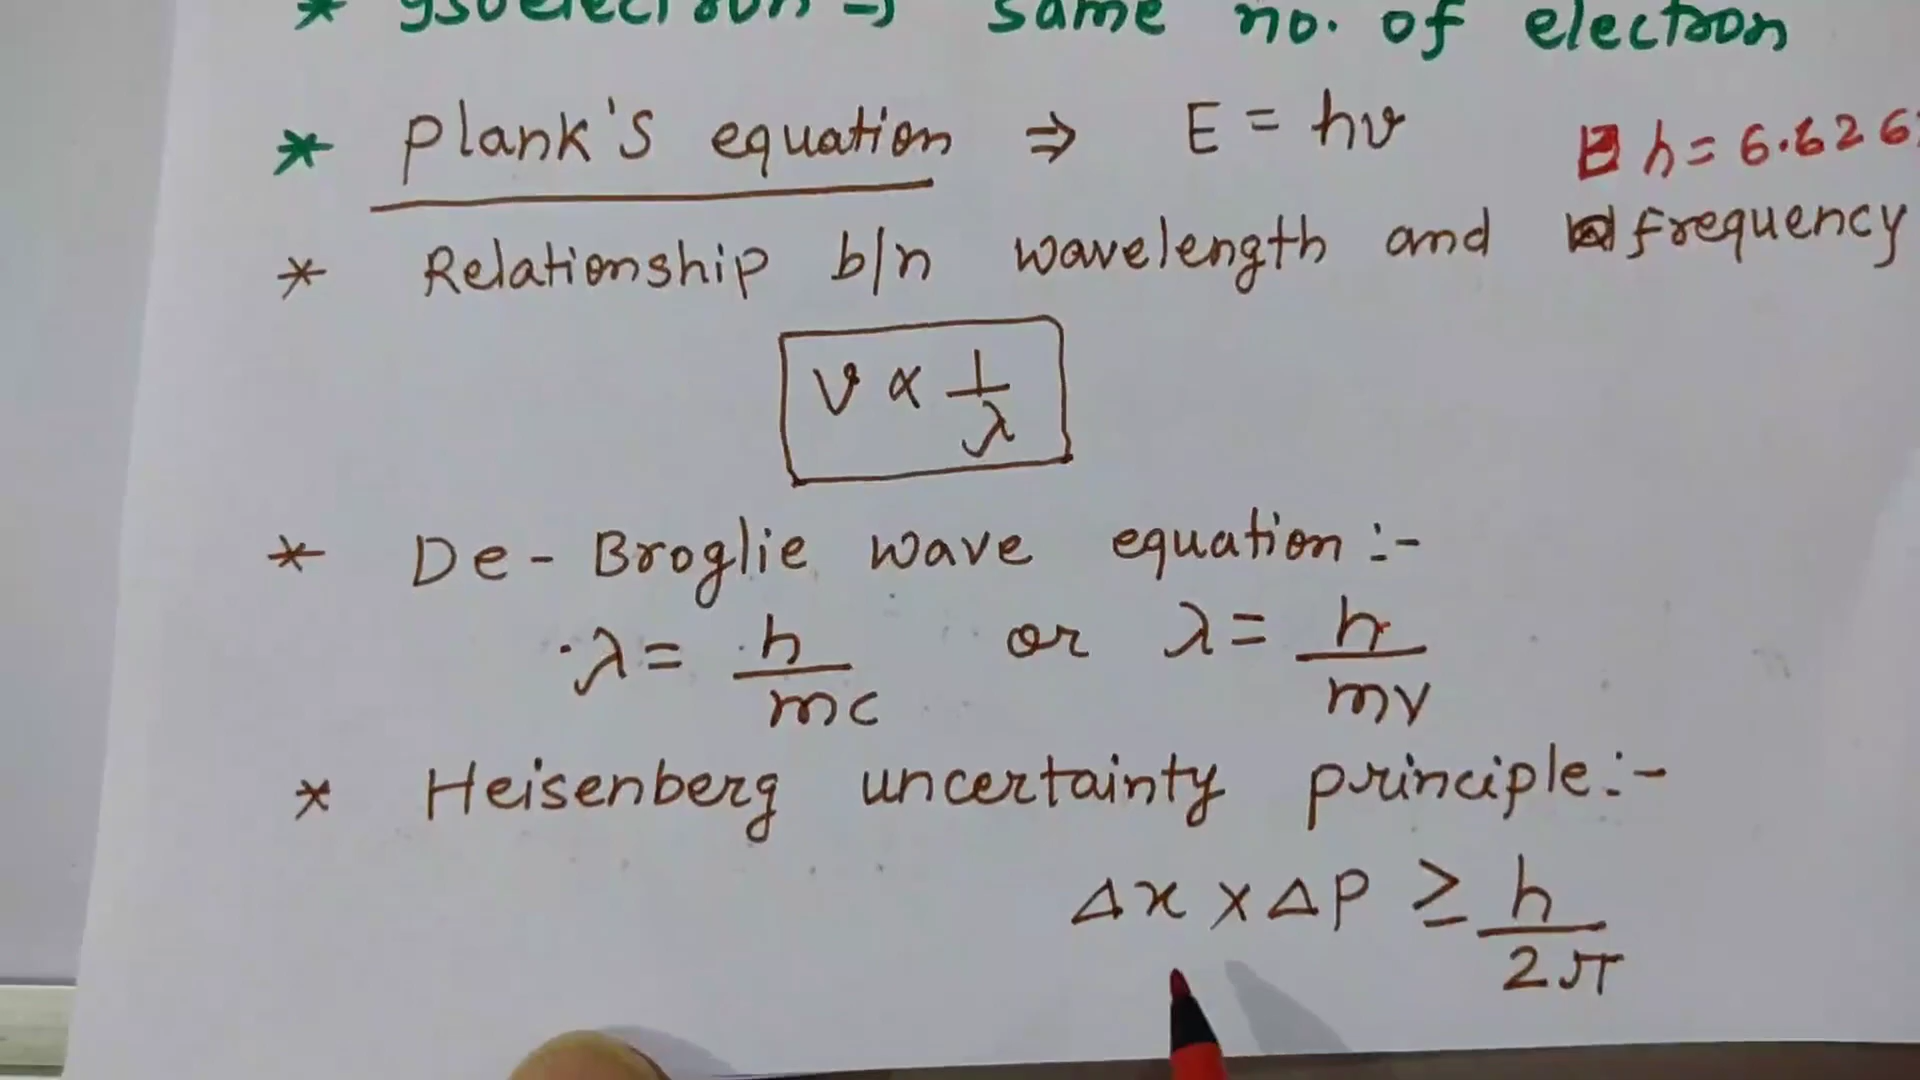 * Isoelectron ⇒ same no. of electron
* Plank's equation ⇒ E = hν h = 6.626
* Relationship b/n wavelength and frequency
ν ∝ 1/λ
* De-Broglie wave equation :-
λ = h/mc or λ = h/mv
* Heisenberg uncertainty principle :-
Δx × Δp ≥ h/2π